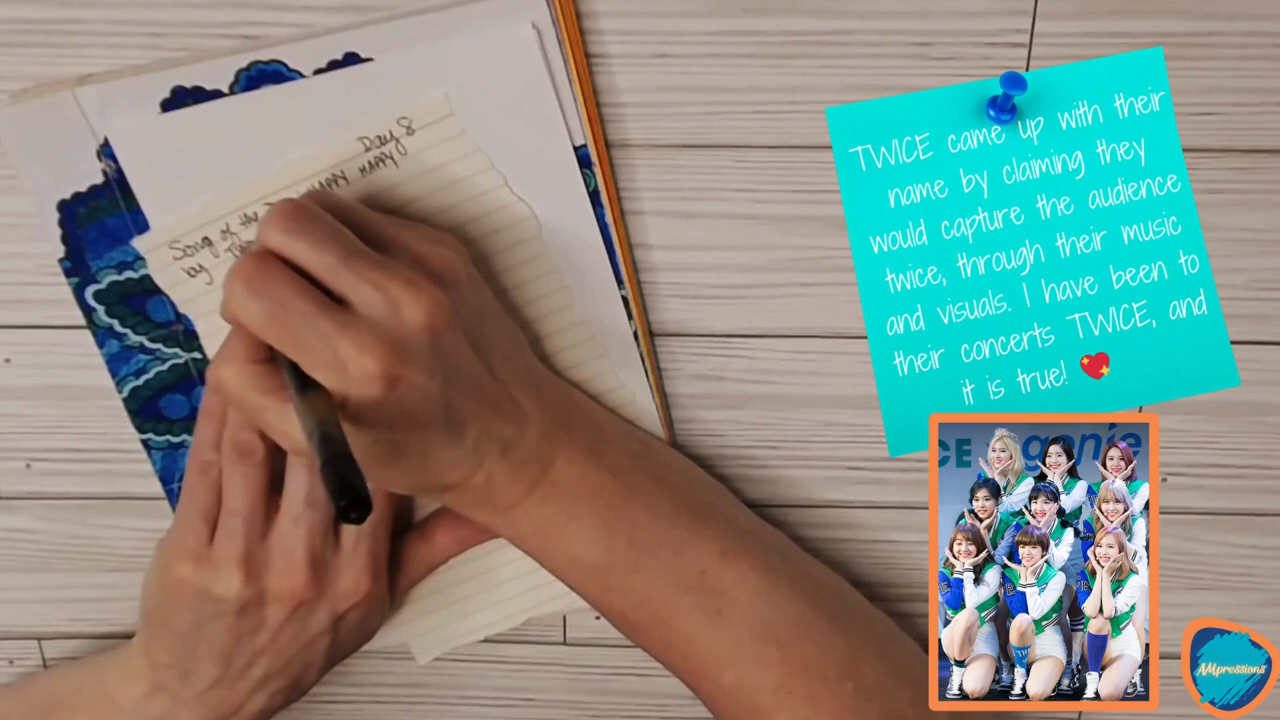 Day 8
Song of the HAPPY HAPPY
by
TWICE came up with their
name by claiming they
would capture the audience
twice, through their music
and visuals. I have been to
their concerts TWICE, and
it is true!
CE genie
AMpressions